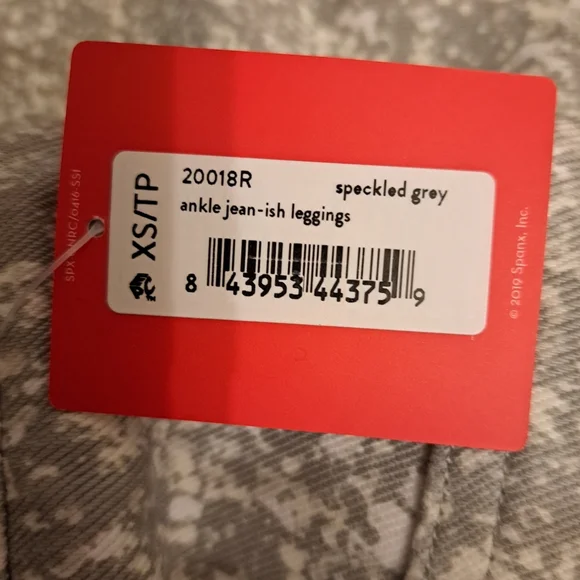 20018R speckled grey
ankle jean-ish leggings
XS/TP
8 43953 44375 9
© 2019 Spanx, Inc.